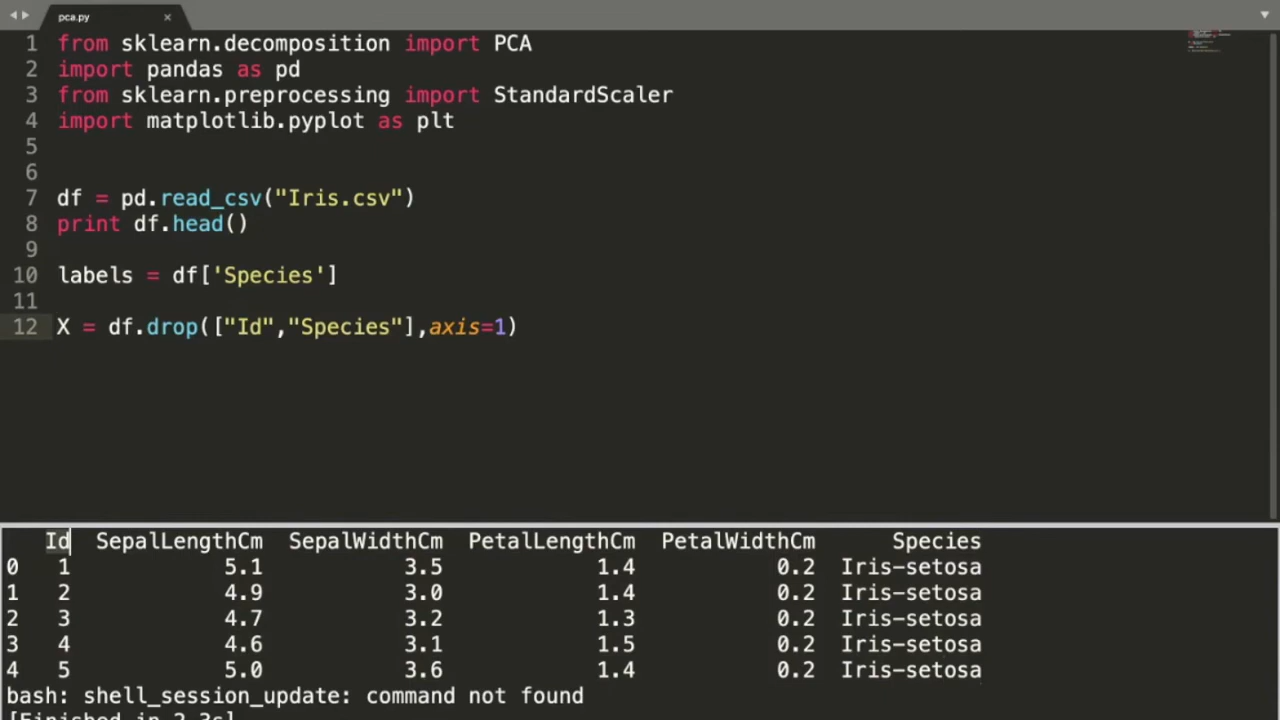 pca.py ×
1 from sklearn.decomposition import PCA
2 import pandas as pd
3 from sklearn.preprocessing import StandardScaler
4 import matplotlib.pyplot as plt
5
6
7 df = pd.read_csv("Iris.csv")
8 print df.head()
9
10 labels = df['Species']
11
12 X = df.drop(["Id","Species"],axis=1)
Id SepalLengthCm SepalWidthCm PetalLengthCm PetalWidthCm Species
0 1 5.1 3.5 1.4 0.2 Iris-setosa
1 2 4.9 3.0 1.4 0.2 Iris-setosa
2 3 4.7 3.2 1.3 0.2 Iris-setosa
3 4 4.6 3.1 1.5 0.2 Iris-setosa
4 5 5.0 3.6 1.4 0.2 Iris-setosa
bash: shell_session_update: command not found
[Finished in 2.3s]